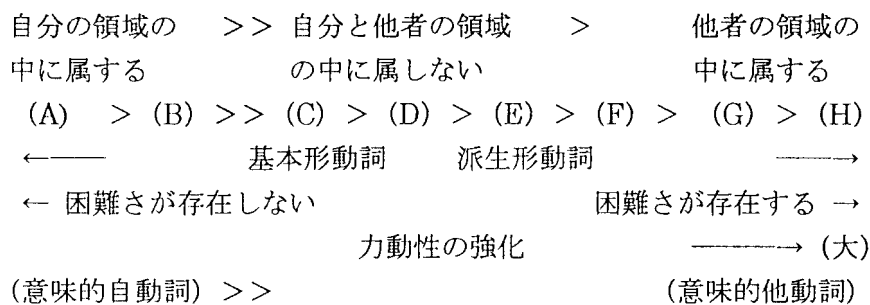 自分の領域の >> 自分と他者の領域 > 他者の領域の
中に属する の中に属しない 中に属する
(A) > (B) >> (C) > (D) > (E) > (F) > (G) > (H)
←── 基本形動詞 派生形動詞 ──→
← 困難さが存在しない 困難さが存在する →
力動性の強化 ───→ (大)
(意味的自動詞) >> (意味的他動詞)